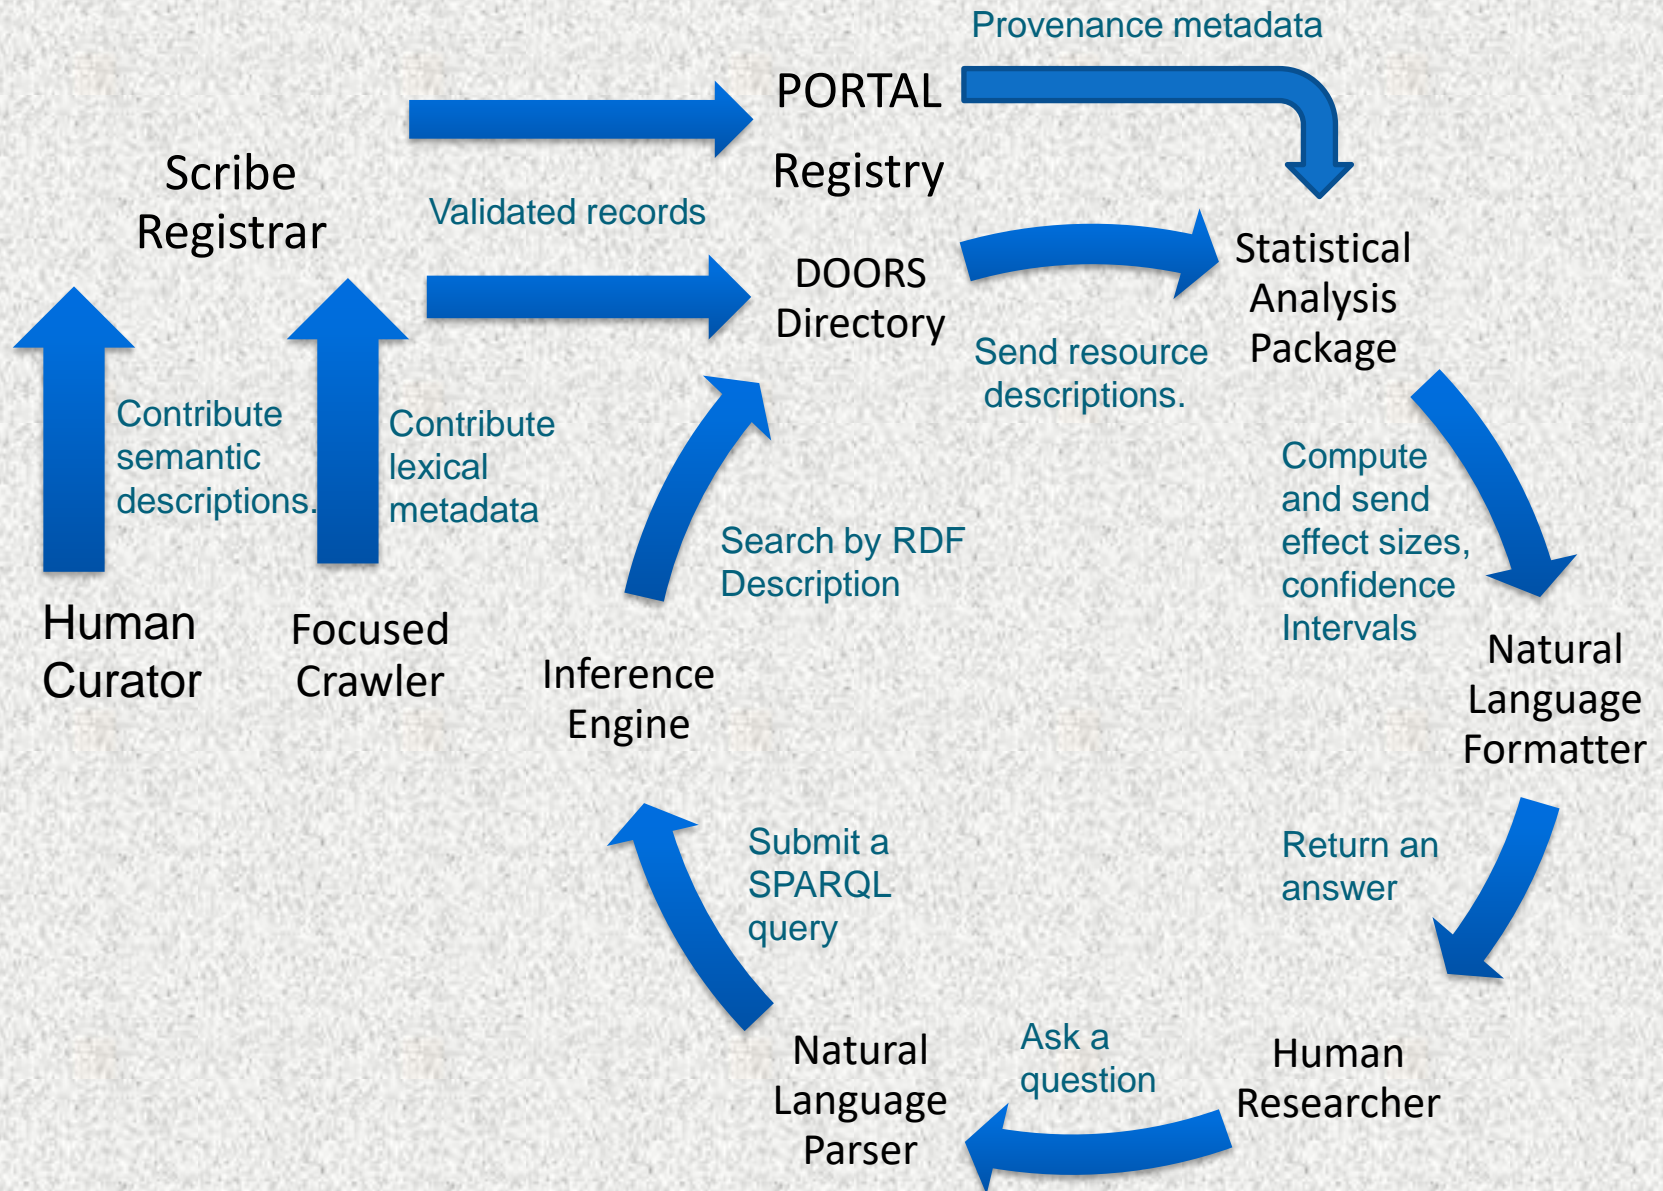 Provenance metadata
PORTAL
Registry
Scribe
Registrar
Validated records
DOORS
Directory
Statistical
Analysis
Package
Send resource
descriptions.
Contribute
semantic
descriptions.
Contribute
lexical
metadata
Search by RDF
Description
Compute
and send
effect sizes,
confidence
Intervals
Human
Curator
Focused
Crawler
Inference
Engine
Natural
Language
Formatter
Submit a
SPARQL
query
Return an
answer
Natural
Language
Parser
Ask a
question
Human
Researcher